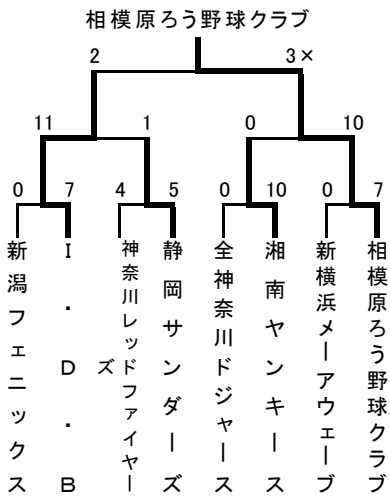 相模原ろう野球クラブ
2 3×
11 1 0 10
0 7 4 5 0 10 0 7
新潟フェニックス
I・D・B
神奈川レッドファイヤーズ
静岡サンダーズ
全神奈川ドジャース
湘南ヤンキース
新横浜メーアウェーブ
相模原ろう野球クラブ